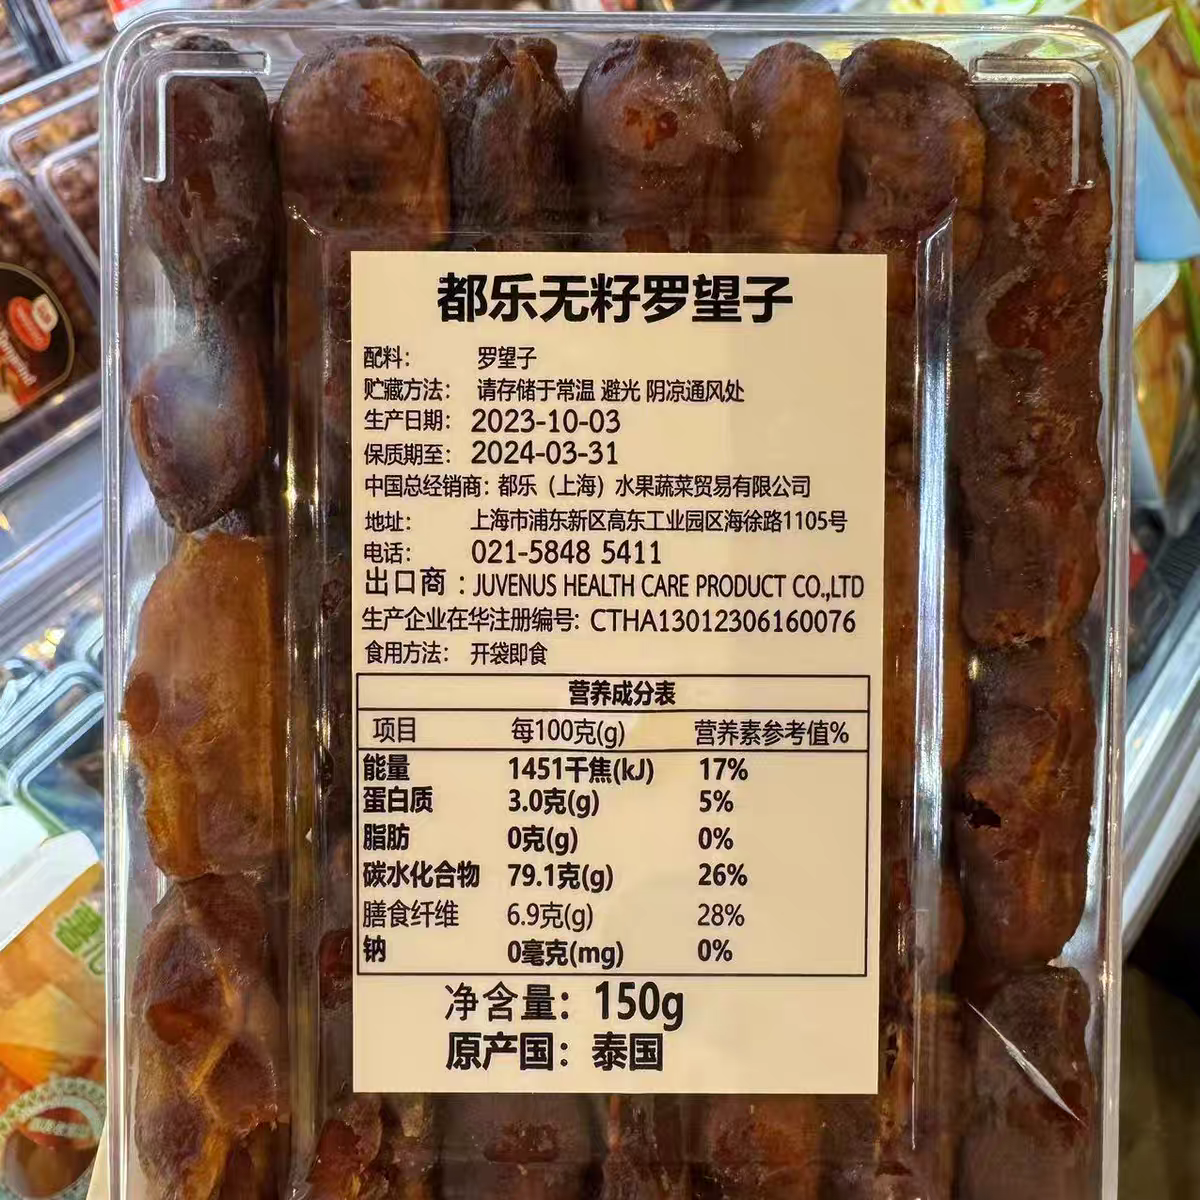 都乐无籽罗望子
配料： 罗望子
贮藏方法： 请存储于常温 避光 阴凉通风处
生产日期： 2023-10-03
保质期至： 2024-03-31
中国总经销商：都乐（上海）水果蔬菜贸易有限公司
地址： 上海市浦东新区高东工业园区海徐路1105号
电话： 021-5848 5411
出口商：JUVENUS HEALTH CARE PRODUCT CO.,LTD
生产企业在华注册编号：CTHA13012306160076
食用方法： 开袋即食
营养成分表
项目 每100克(g) 营养素参考值%
能量 1451千焦(kJ) 17%
蛋白质 3.0克(g) 5%
脂肪 0克(g) 0%
碳水化合物 79.1克(g) 26%
膳食纤维 6.9克(g) 28%
钠 0毫克(mg) 0%
净含量：150g
原产国：泰国